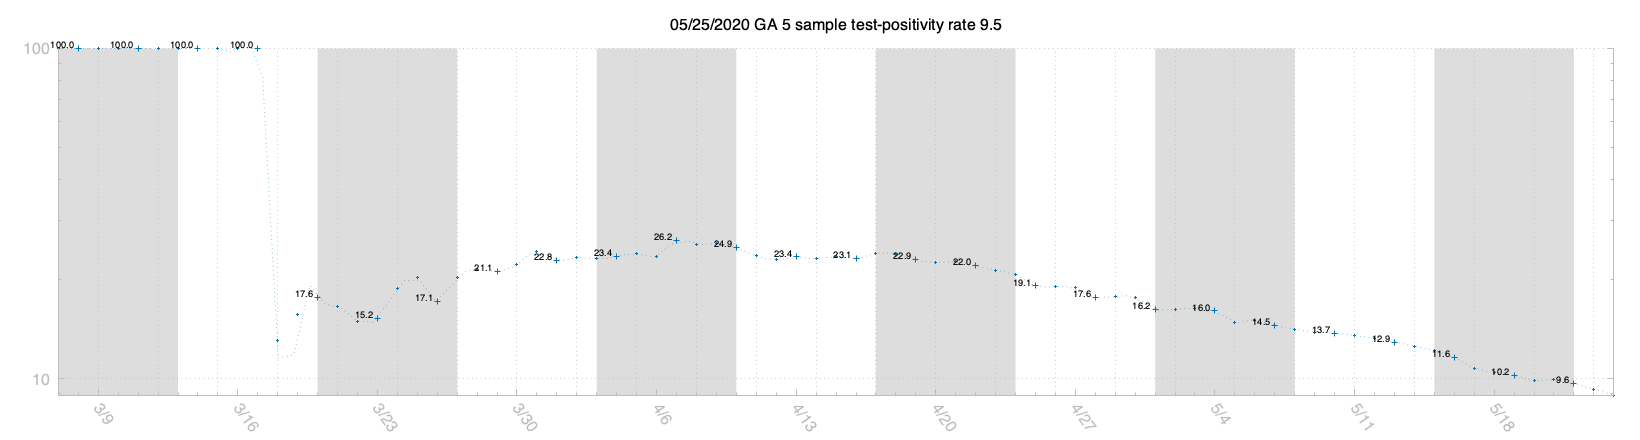 05/25/2020 GA 5 sample test-positivity rate 9.5
100
100.0 100.0 100.0 100.0
17.6 15.2 17.1 21.1 22.8 23.4 26.2 24.9 23.4 23.1 22.9 22.0 19.1 17.6 16.2 16.0 14.5 13.7 12.9 11.6 10.2 9.6
10
3/9 3/16 3/23 3/30 4/6 4/13 4/20 4/27 5/4 5/11 5/18